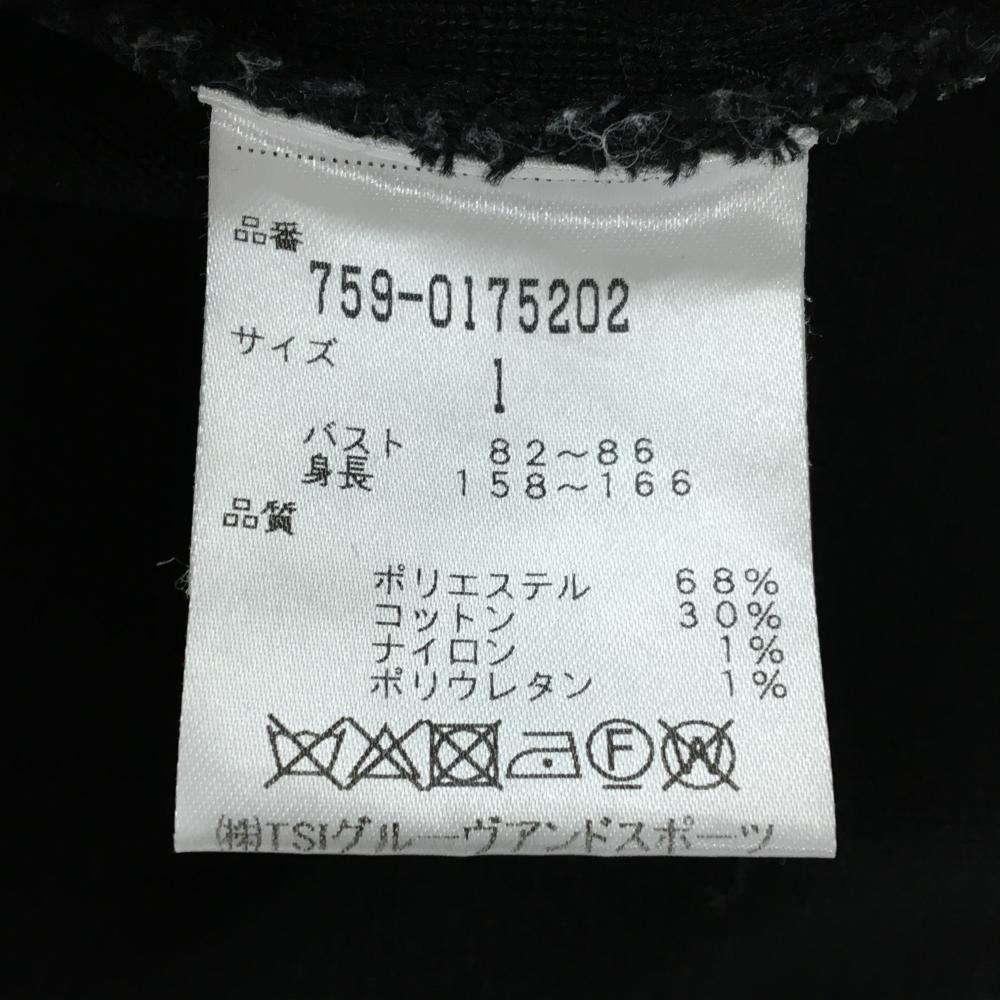 品番
759-0175202
サイズ
1
バスト 82～86
身長 158～166
品質
ポリエステル 68%
コットン 30%
ナイロン 1%
ポリウレタン 1%
F W
㈱TSIグルーヴアンドスポーツ